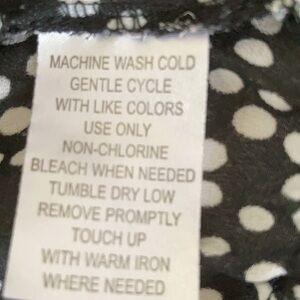 MACHINE WASH COLD
GENTLE CYCLE
WITH LIKE COLORS
USE ONLY
NON-CHLORINE
BLEACH WHEN NEEDED
TUMBLE DRY LOW
REMOVE PROMPTLY
TOUCH UP
WITH WARM IRON
WHERE NEEDED